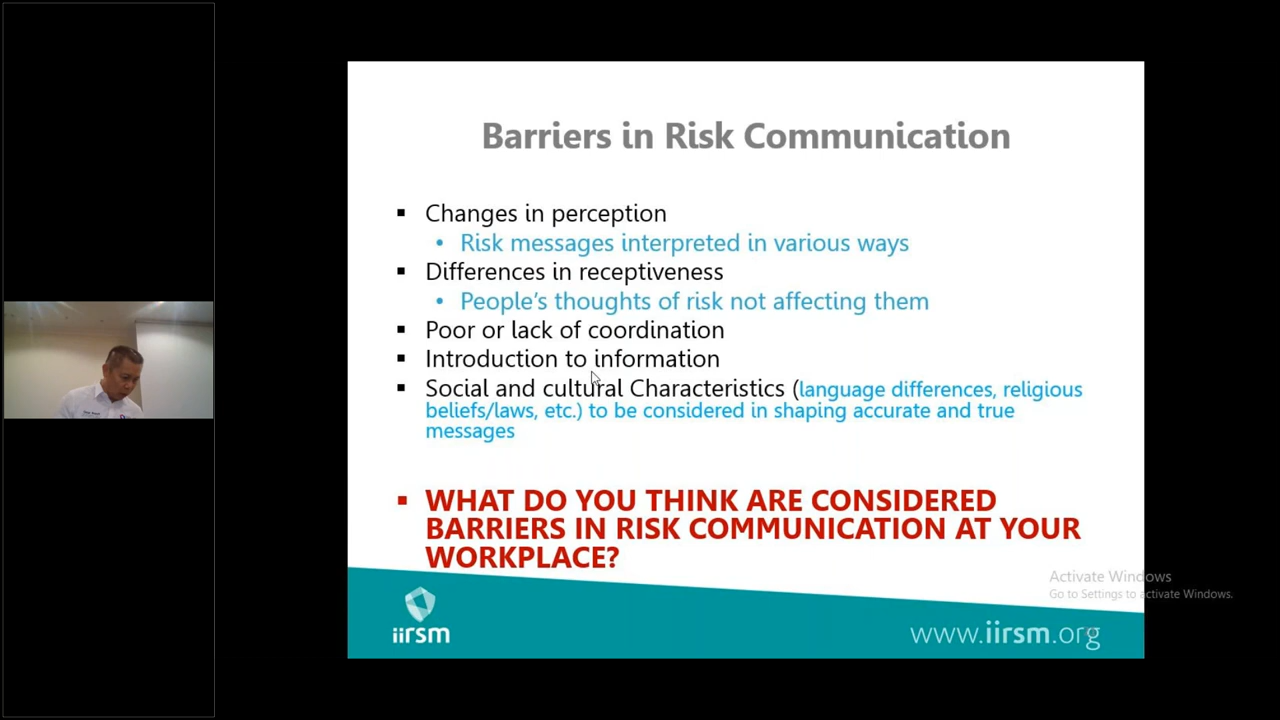 Barriers in Risk Communication
▪ Changes in perception
• Risk messages interpreted in various ways
▪ Differences in receptiveness
• People’s thoughts of risk not affecting them
▪ Poor or lack of coordination
▪ Introduction to information
▪ Social and cultural Characteristics (language differences, religious
beliefs/laws, etc.) to be considered in shaping accurate and true
messages
▪ WHAT DO YOU THINK ARE CONSIDERED
BARRIERS IN RISK COMMUNICATION AT YOUR
WORKPLACE?
Activate Windows
Go to Settings to activate Windows.
iirsm
www.iirsm.org